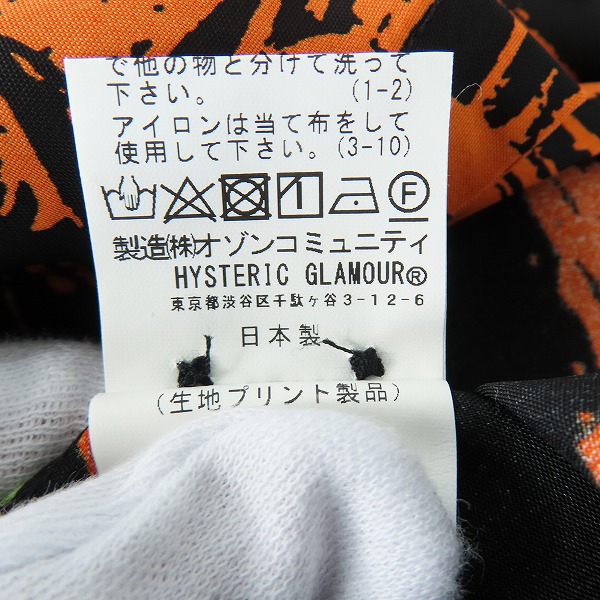 で他の物と分けて洗って
下さい。 (1-2)
アイロンは当て布をして
使用して下さい。(3-10)
F
製造㈱オゾンコミュニティ
HYSTERIC GLAMOUR®
東京都渋谷区千駄ヶ谷3-12-6
日本製
(生地プリント製品)